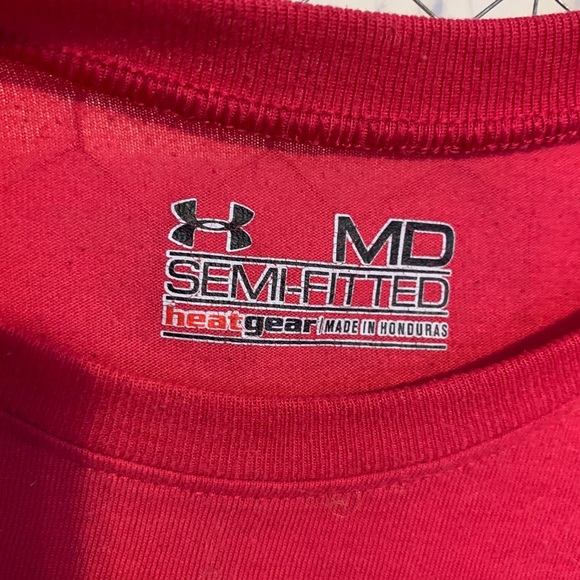 MD
SEMI-FITTED
heatgear/MADE IN HONDURAS